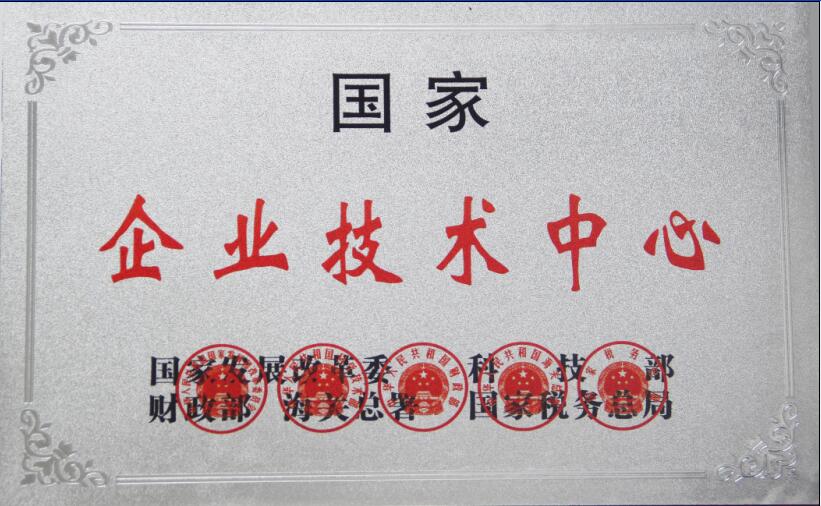 国家
企业技术中心
国家发展改革委 科技部
财政部 海关总署 国家税务总局